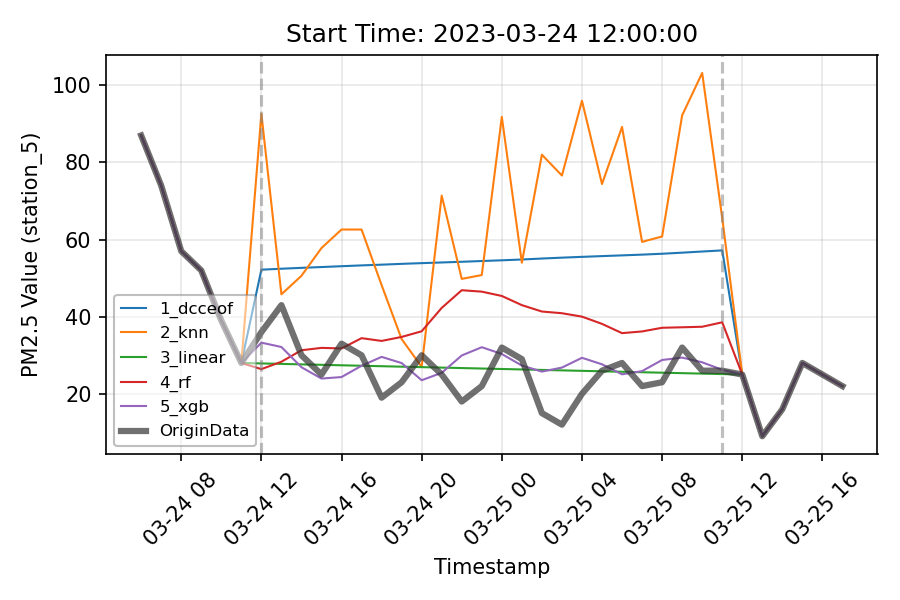 Start Time: 2023-03-24 12:00:00
PM2.5 Value (station_5)
100
80
60
40
20
1_dcceof
2_knn
3_linear
4_rf
5_xgb
OriginData
03-24 08
03-24 12
03-24 16
03-24 20
03-25 00
03-25 04
03-25 08
03-25 12
03-25 16
Timestamp